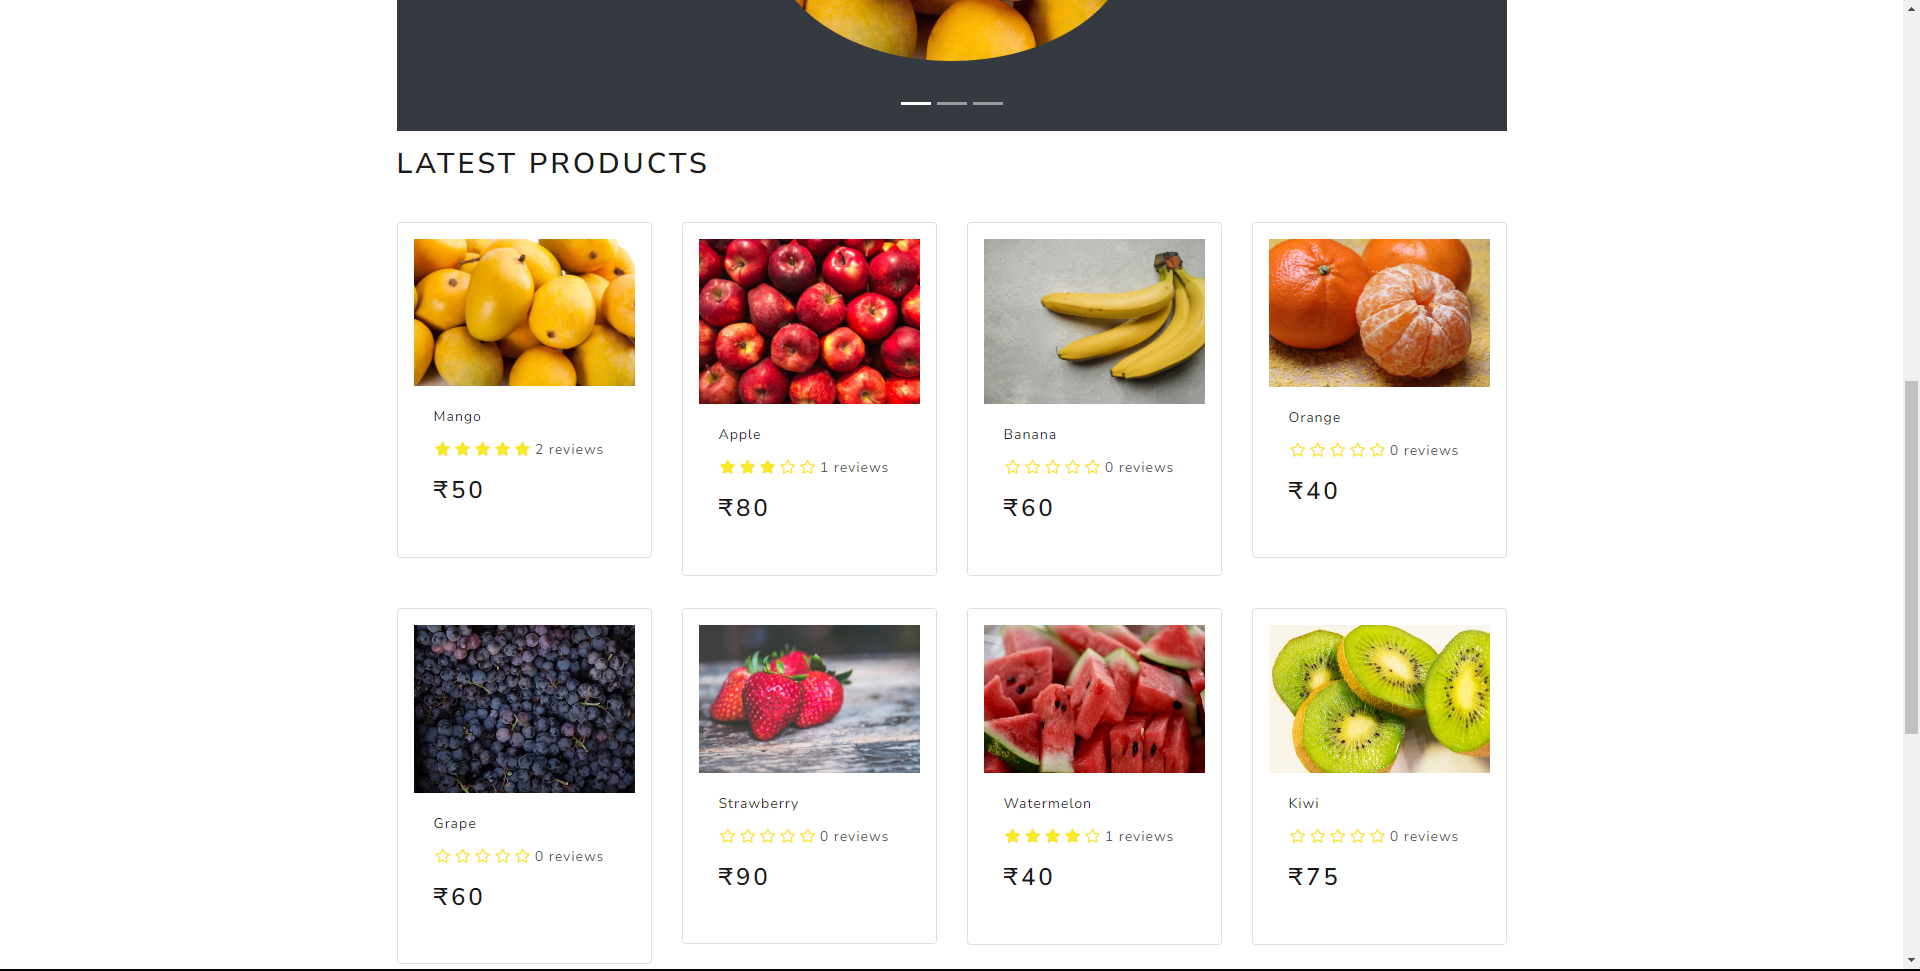 LATEST PRODUCTS
Mango
2 reviews
₹50
Apple
1 reviews
₹80
Banana
0 reviews
₹60
Orange
0 reviews
₹40
Grape
0 reviews
₹60
Strawberry
0 reviews
₹90
Watermelon
1 reviews
₹40
Kiwi
0 reviews
₹75